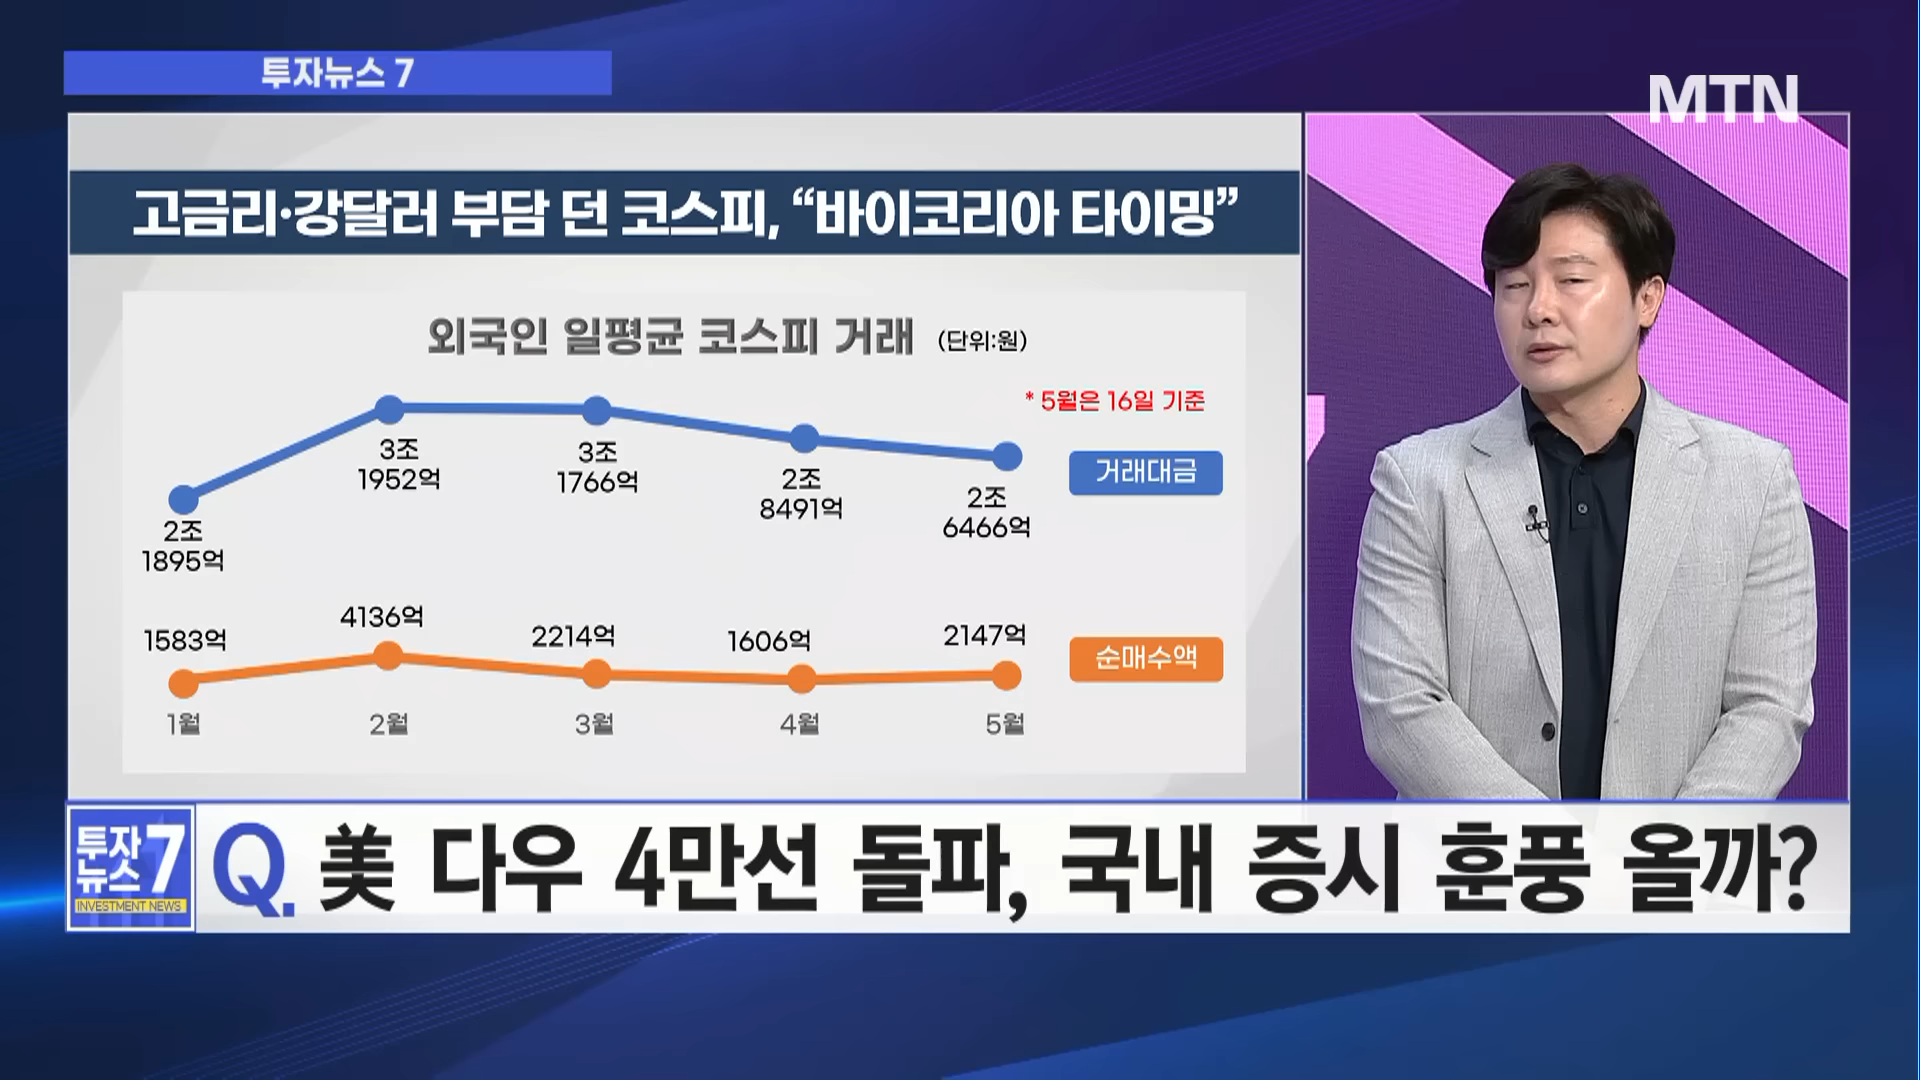 투자뉴스 7
MTN
고금리·강달러 부담 던 코스피, “바이코리아 타이밍”
외국인 일평균 코스피 거래 (단위:원)
* 5월은 16일 기준
거래대금
2조
1895억
3조
1952억
3조
1766억
2조
8491억
2조
6466억
1583억
4136억
2214억
1606억
2147억
순매수액
1월 2월 3월 4월 5월
투자
뉴스 7
INVESTMENT NEWS
Q. 美 다우 4만선 돌파, 국내 증시 훈풍 올까?